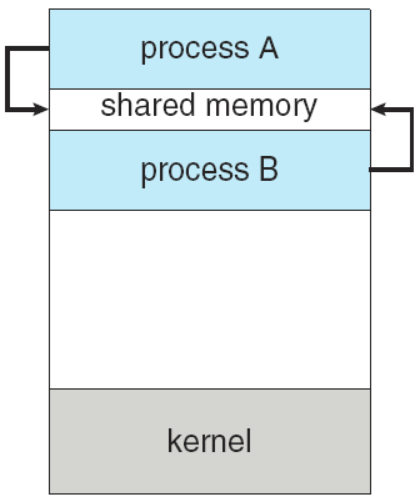 process A
shared memory
process B
kernel